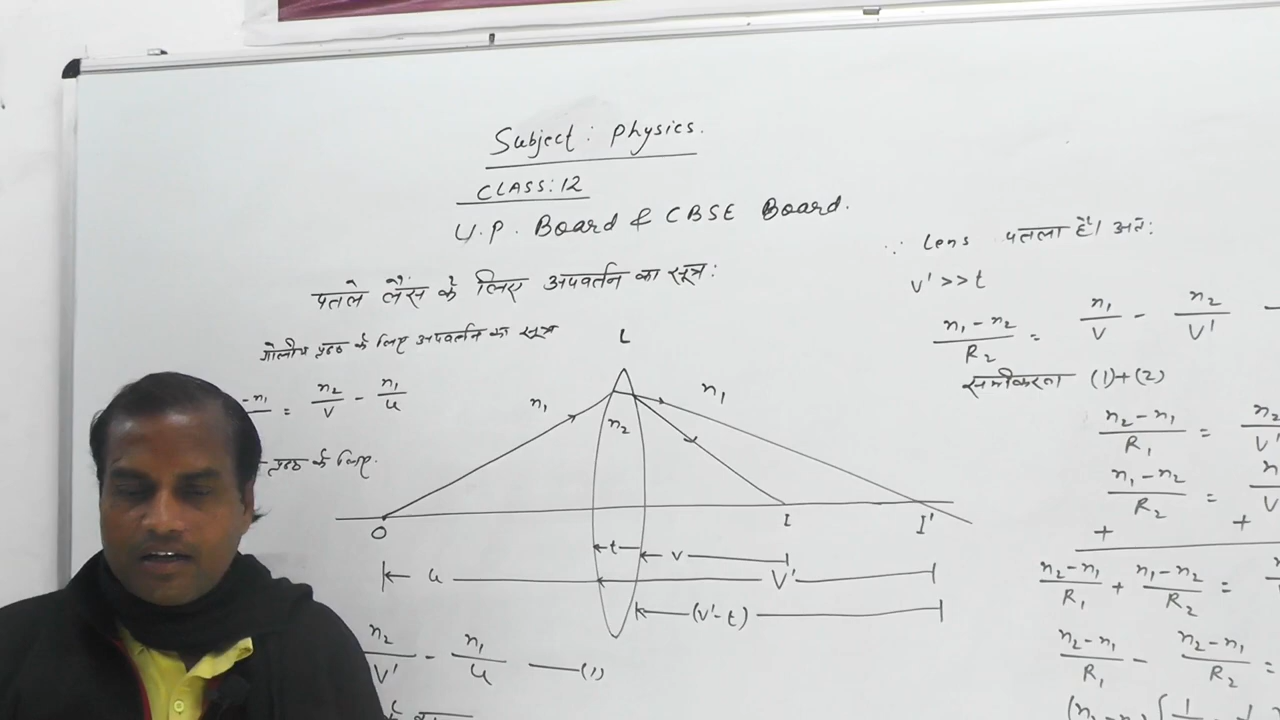 Subject: Physics.
CLASS: 12
U.P. Board & CBSE Board.
पतले लैंस के लिए अपवर्तन का सूत्र:
गोलीय पृष्ठ के लिए अपवर्तन का सूत्र
-n₁ = n₂/v - n₁/u
पृष्ठ के लिए.
L
n₁
n₂
n₁
O
I
I'
t
v
u
v'
(v'-t)
n₂/v' - n₁/u —(1)
∵ Lens पतला है। अतः
v' >> t
(n₁-n₂)/R₂ = n₁/v - n₂/v' -
समीकरण (1)+(2)
(n₂-n₁)/R₁ = n₂/v'
(n₁-n₂)/R₂ = n/v
+ +
(n₂-n₁)/R₁ + (n₁-n₂)/R₂ =
(n₂-n₁)/R₁ - (n₂-n₁)/R₂ =